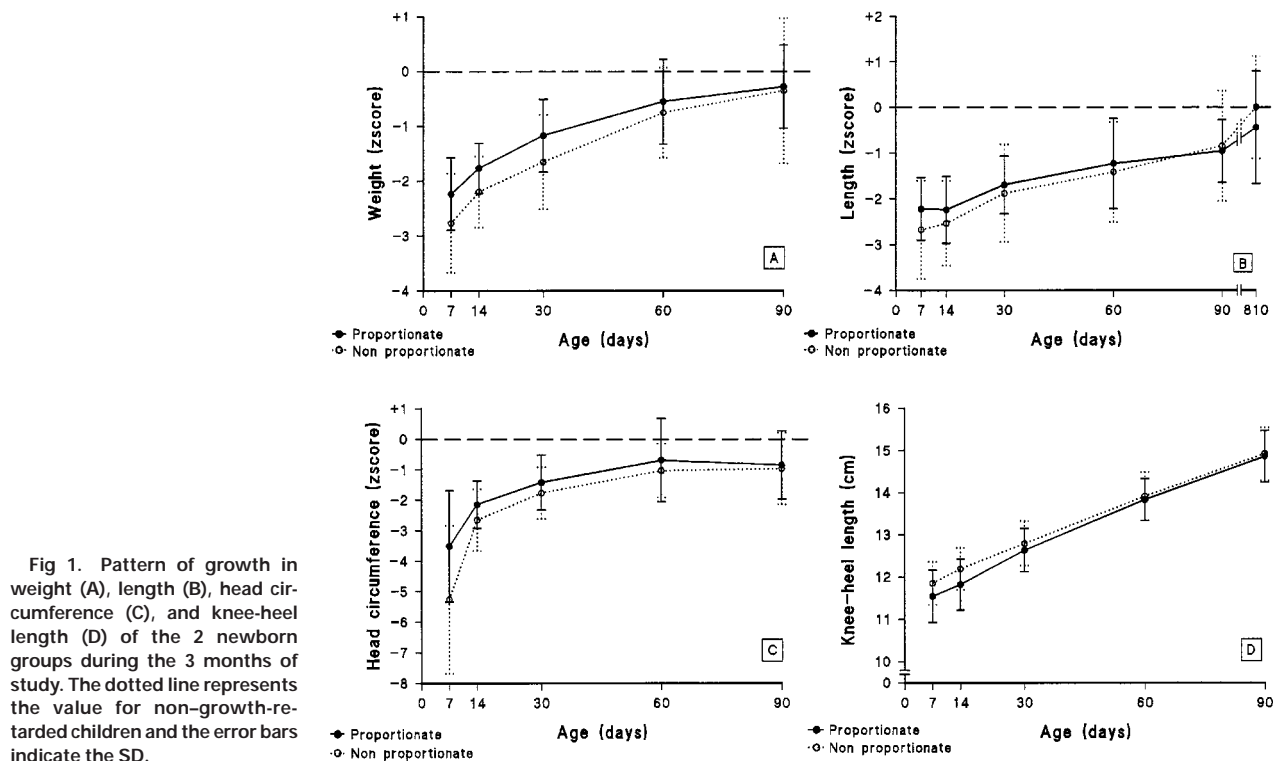 +1
0
-1
-2
-3
-4
Weight (zscore)
A
0 7 14 30 60 90
Proportionate
Non proportionate
Age (days)
+2
+1
0
-1
-2
-3
-4
Length (zscore)
B
0 7 14 30 60 90 810
Proportionate
Non proportionate
Age (days)
+1
0
-1
-2
-3
-4
-5
-6
-7
-8
Head circumference (zscore)
C
0 7 14 30 60 90
Proportionate
Non proportionate
Age (days)
16
15
14
13
12
11
10
0
Knee-heel length (cm)
D
0 7 14 30 60 90
Proportionate
Non proportionate
Age (days)
Fig 1. Pattern of growth in
weight (A), length (B), head cir-
cumference (C), and knee-heel
length (D) of the 2 newborn
groups during the 3 months of
study. The dotted line represents
the value for non–growth-re-
tarded children and the error bars
indicate the SD.